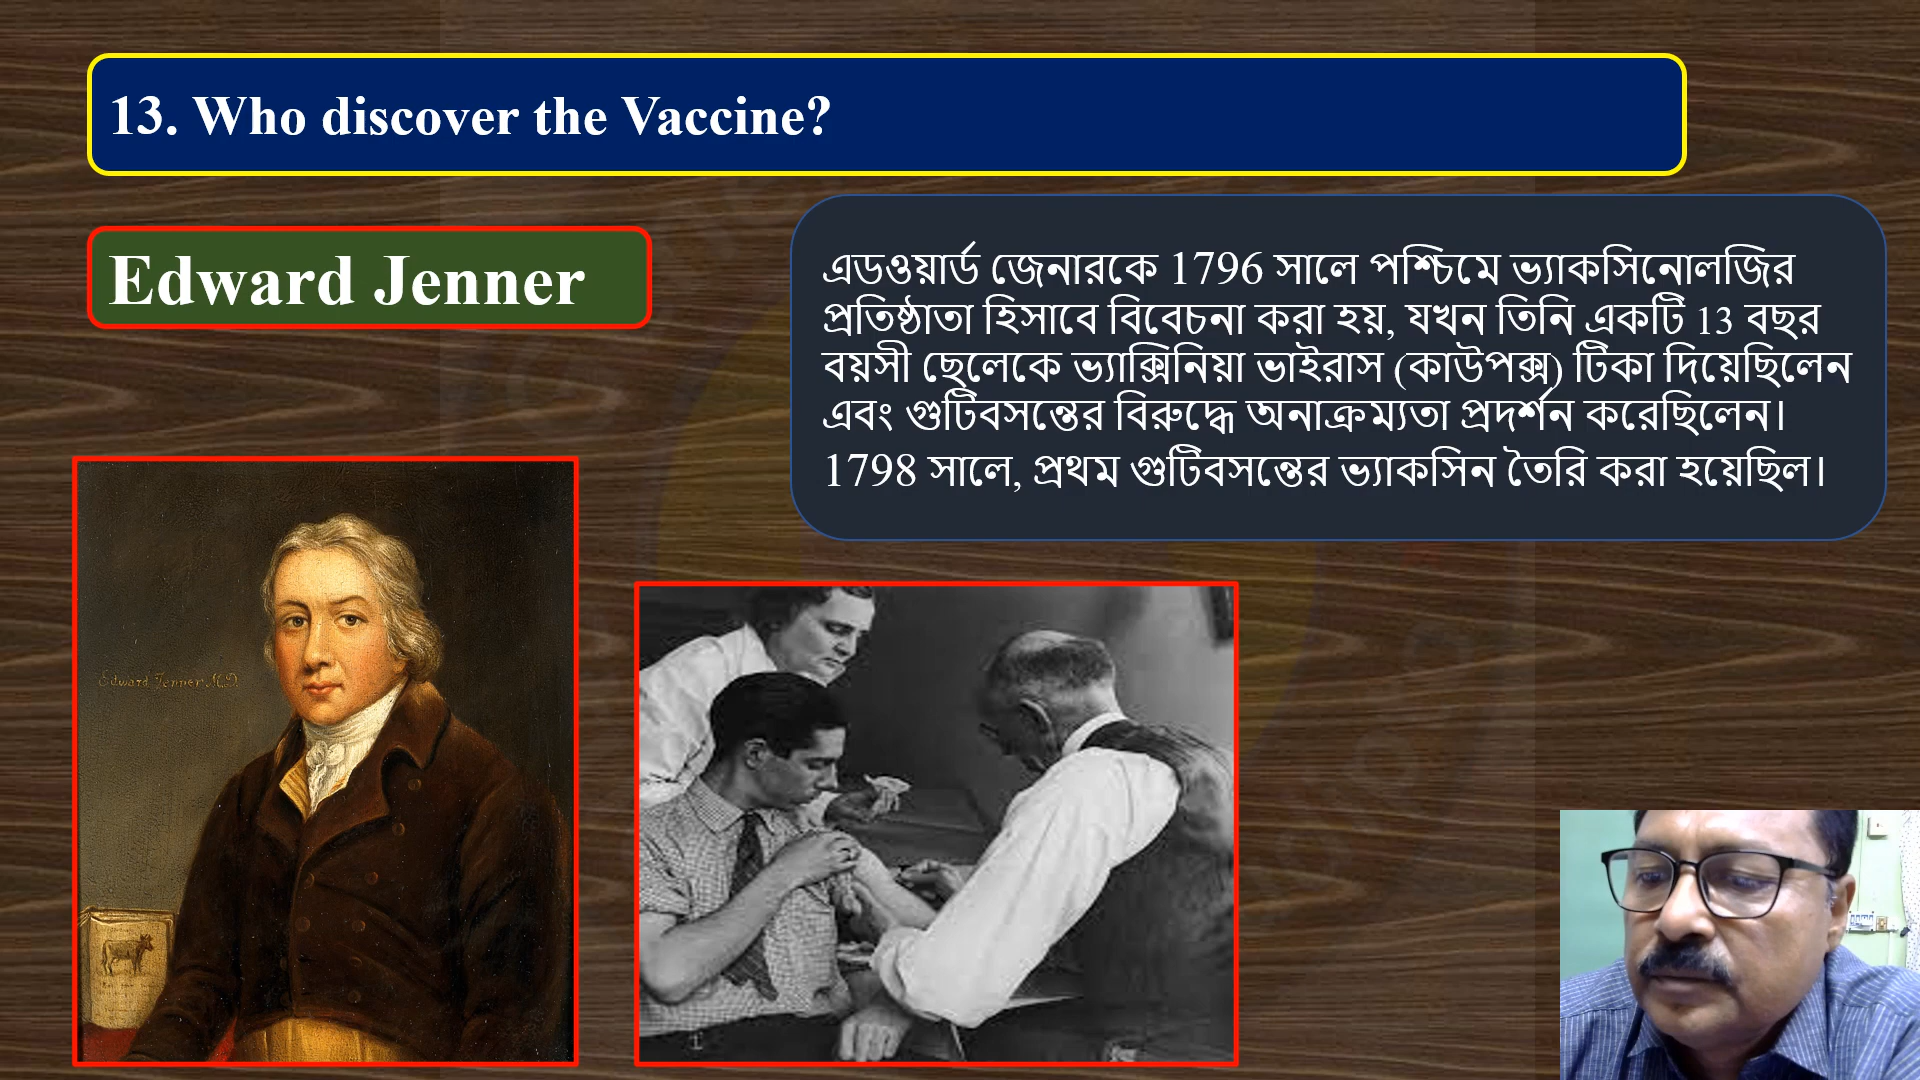 13. Who discover the Vaccine?
Edward Jenner
এডওয়ার্ড জেনারকে 1796 সালে পশ্চিমে ভ্যাকসিনোলজির
প্রতিষ্ঠাতা হিসাবে বিবেচনা করা হয়, যখন তিনি একটি 13 বছর
বয়সী ছেলেকে ভ্যাক্সিনিয়া ভাইরাস (কাউপক্স) টিকা দিয়েছিলেন
এবং গুটিবসন্তের বিরুদ্ধে অনাক্রম্যতা প্রদর্শন করেছিলেন।
1798 সালে, প্রথম গুটিবসন্তের ভ্যাকসিন তৈরি করা হয়েছিল।
Edward Jenner M.D.